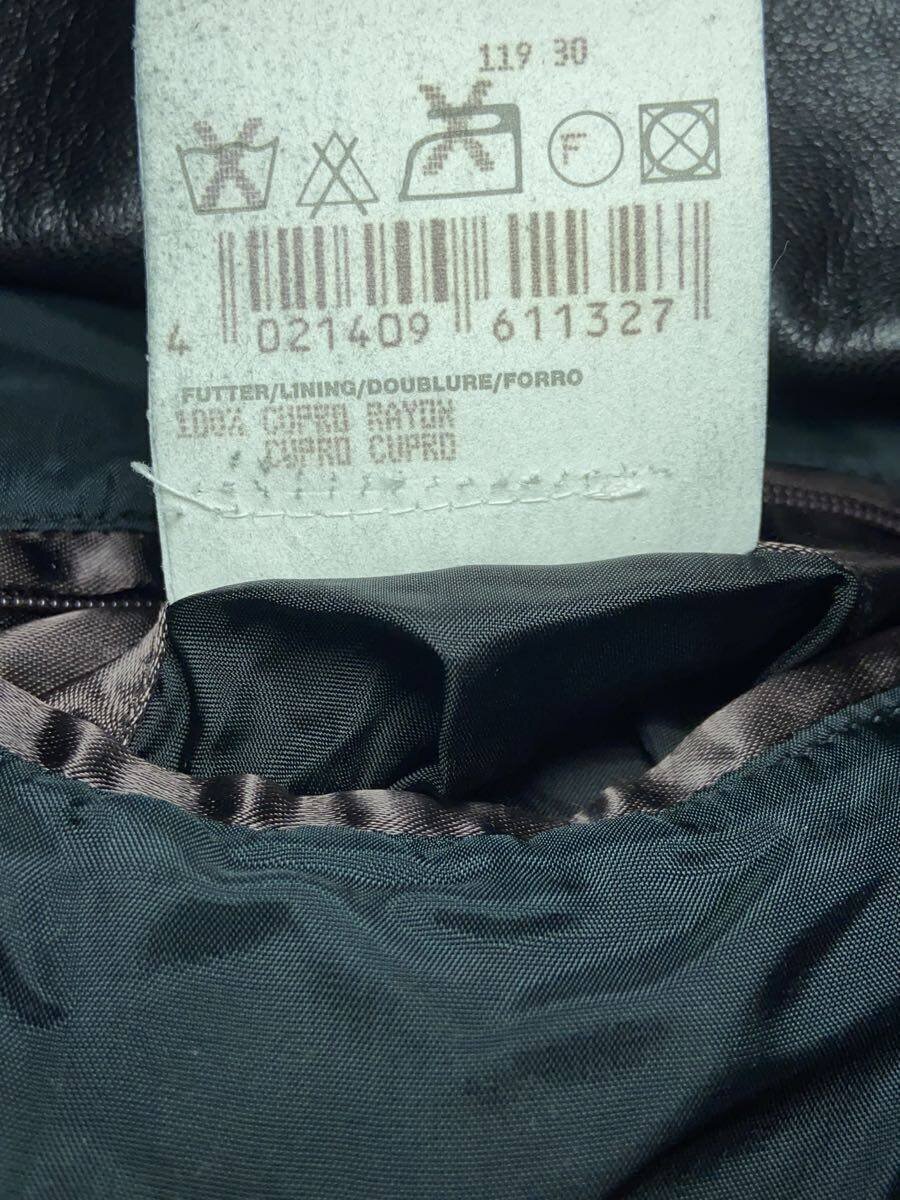 119 30
F
4 021409 611327
FUTTER/LINING/DOUBLURE/FORRO
100% CUPRO RAYON
CUPRO CUPRO